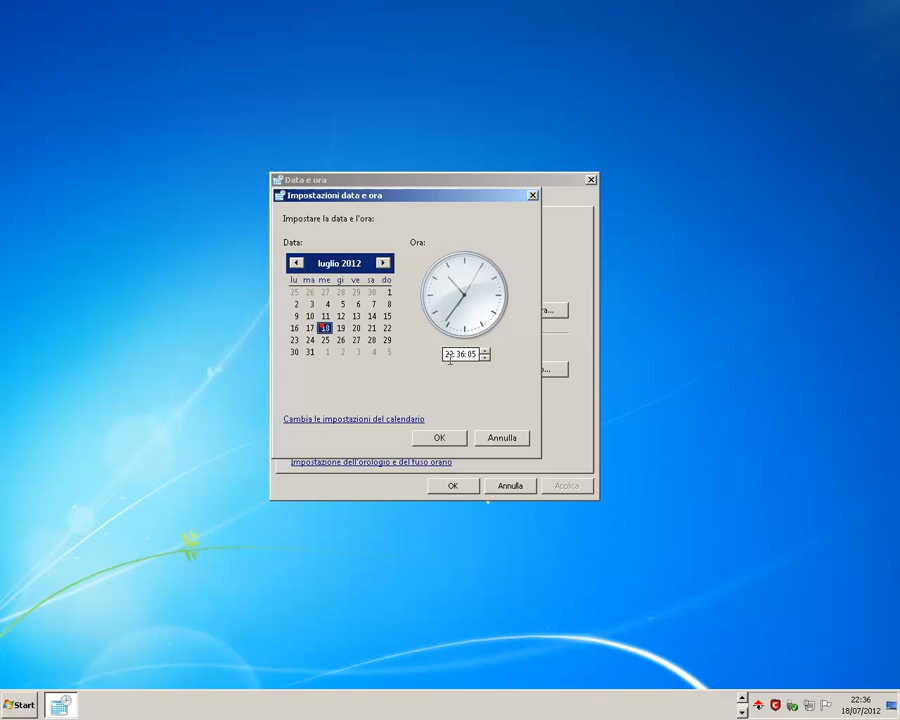 Data e ora
Impostazioni data e ora
Impostare la data e l'ora:
Data:
Ora:
luglio 2012
lu ma me gi ve sa do
25 26 27 28 29 30 1
2 3 4 5 6 7 8
9 10 11 12 13 14 15
16 17 18 19 20 21 22
23 24 25 26 27 28 29
30 31 1 2 3 4 5
22:36:05
a...
o...
Cambia le impostazioni del calendario
OK
Annulla
Impostazione dell'orologio e del fuso orario
OK
Annulla
Applica
Start
22:36
18/07/2012